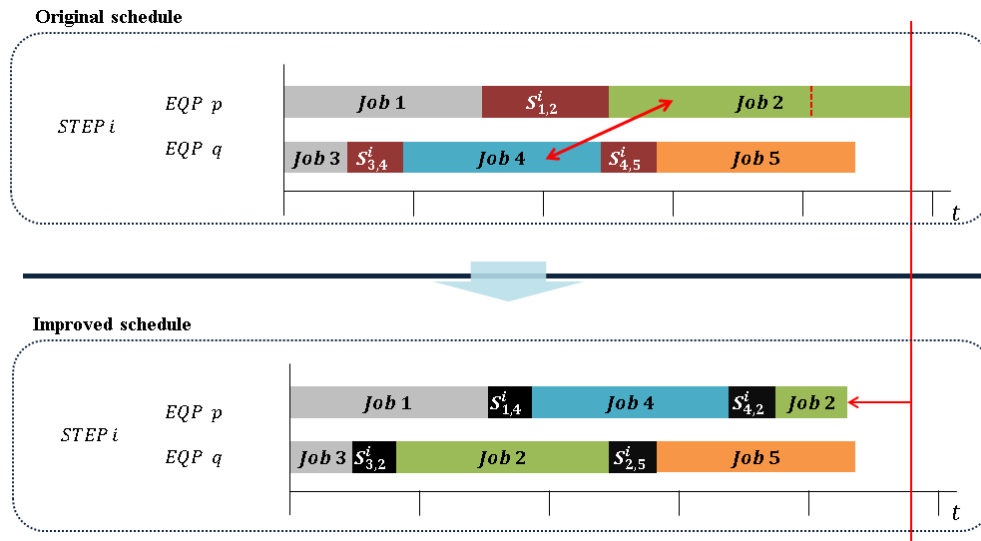 Original schedule
EQP p
Job 1
S^i_{1,2}
Job 2
STEP i
EQP q
Job 3
S^i_{3,4}
Job 4
S^i_{4,5}
Job 5
t
Improved schedule
EQP p
Job 1
S^i_{1,4}
Job 4
S^i_{4,2}
Job 2
STEP i
EQP q
Job 3
S^i_{3,2}
Job 2
S^i_{2,5}
Job 5
t